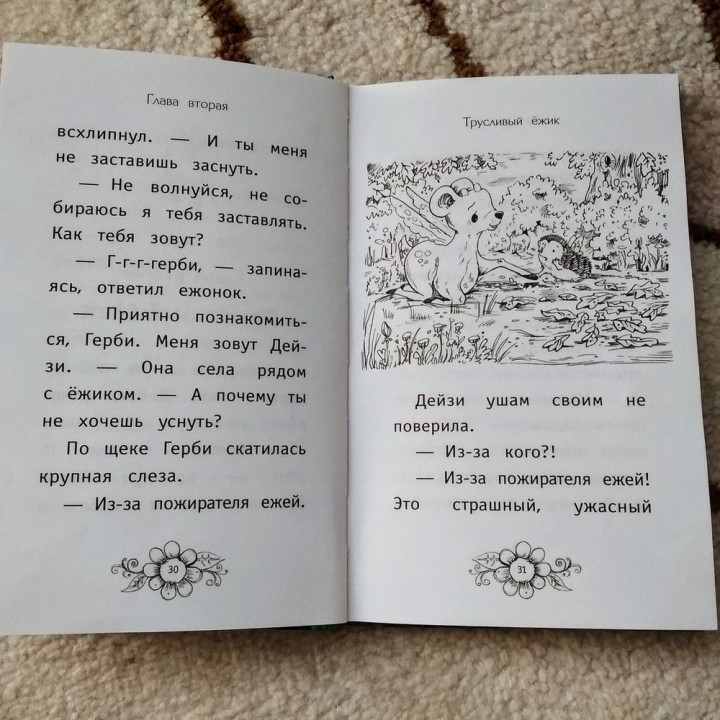 Глава вторая
всхлипнул. — И ты меня
не заставишь заснуть.
— Не волнуйся, не со-
бираюсь я тебя заставлять.
Как тебя зовут?
— Г-г-г-герби, — запина-
ясь, ответил ежонок.
— Приятно познакомить-
ся, Герби. Меня зовут Дей-
зи. — Она села рядом
с ёжиком. — А почему ты
не хочешь уснуть?
По щеке Герби скатилась
крупная слеза.
— Из-за пожирателя ежей.
30
Трусливый ёжик
Дейзи ушам своим не
поверила.
— Из-за кого?!
— Из-за пожирателя ежей!
Это страшный, ужасный
31